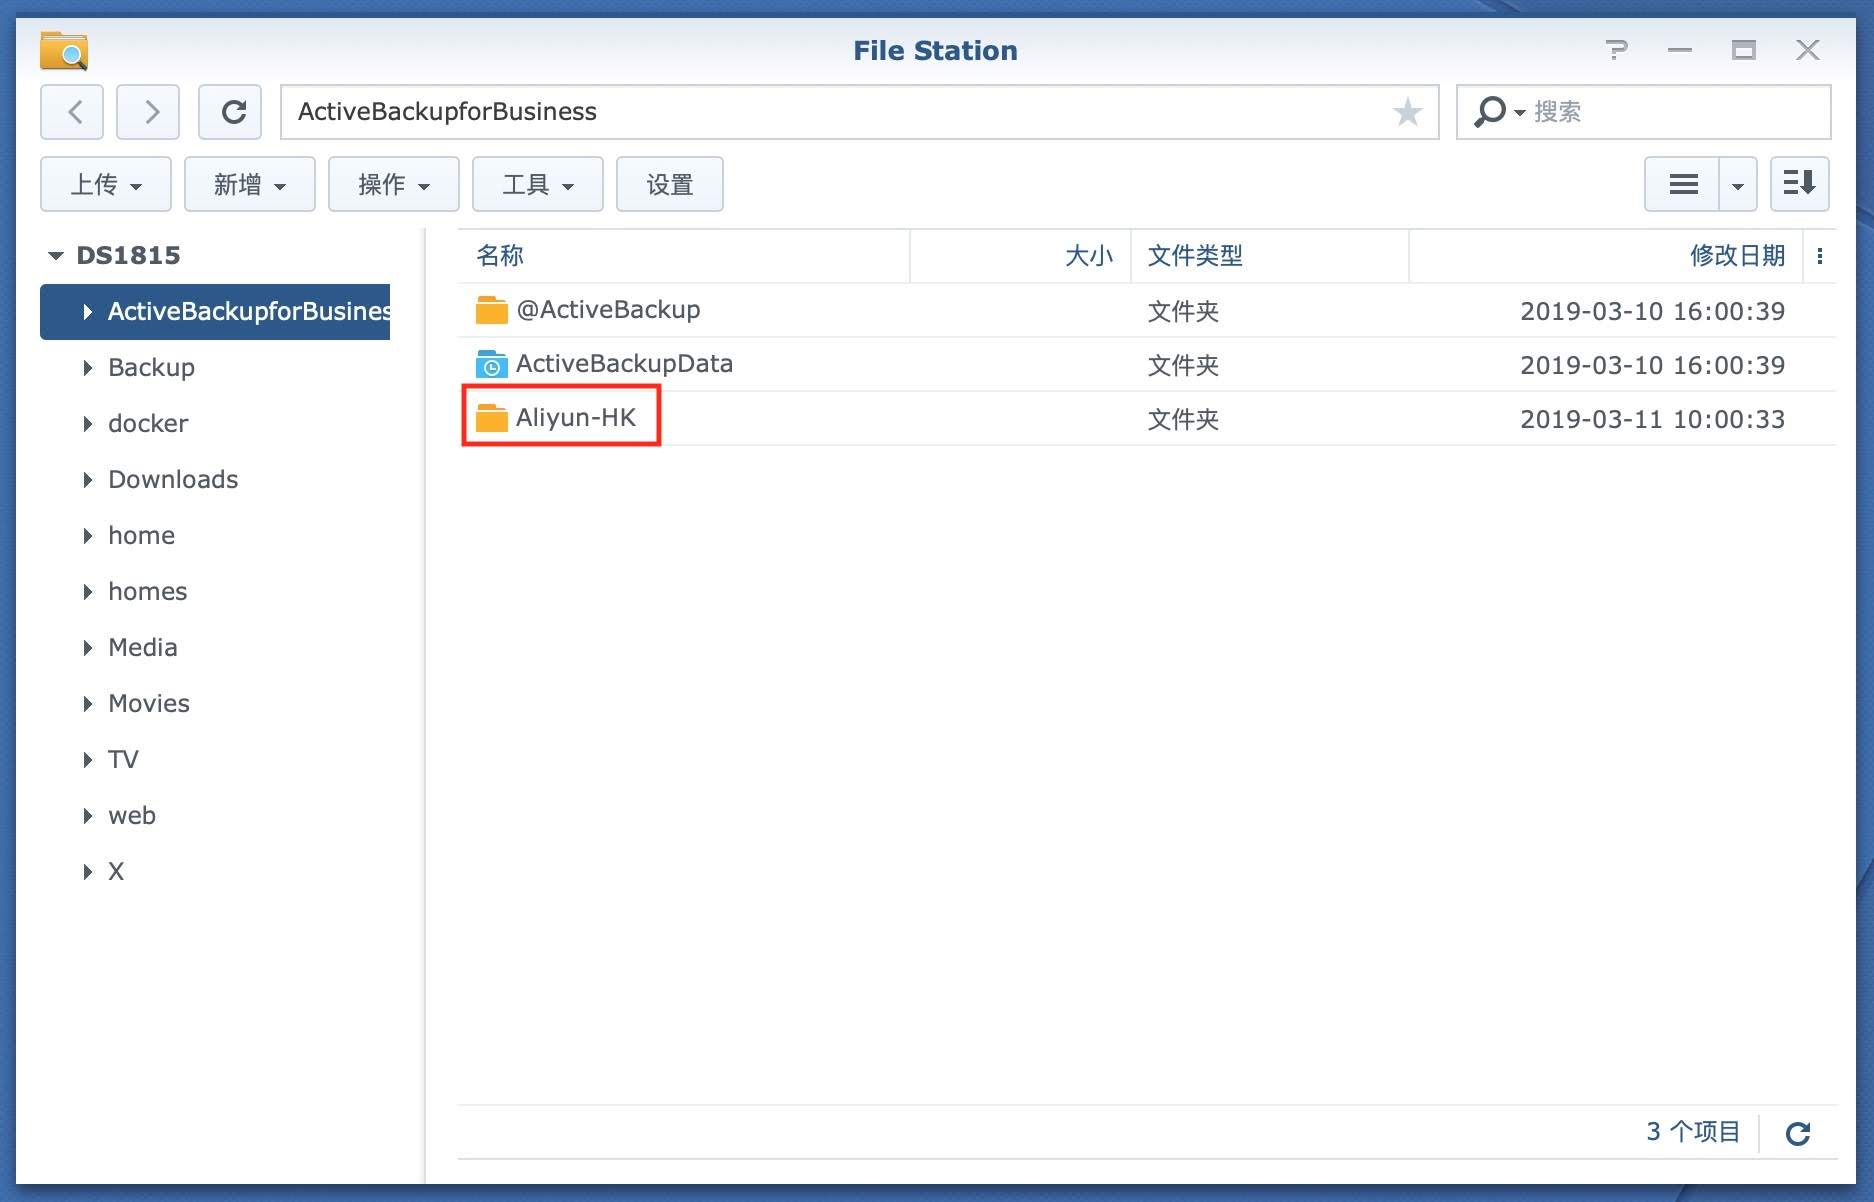 File Station
ActiveBackupforBusiness
搜索
上传 新增 操作 工具 设置
DS1815
ActiveBackupforBusines
Backup
docker
Downloads
home
homes
Media
Movies
TV
web
X
名称 大小 文件类型 修改日期
@ActiveBackup 文件夹 2019-03-10 16:00:39
ActiveBackupData 文件夹 2019-03-10 16:00:39
Aliyun-HK 文件夹 2019-03-11 10:00:33
3 个项目